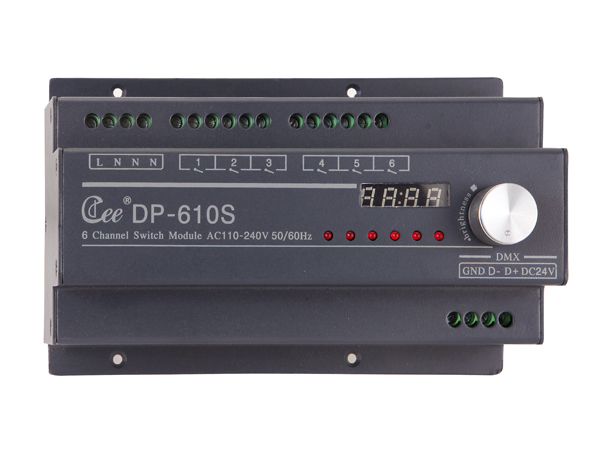 L N N N 1 2 3 4 5 6
Cee® DP-610S
6 Channel Switch Module AC110-240V 50/60Hz
brightness
DMX
GND D- D+ DC24V